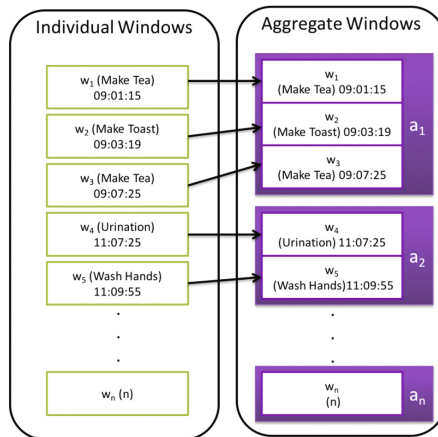 Individual Windows
w1 (Make Tea)
09:01:15
w2 (Make Toast)
09:03:19
w3 (Make Tea)
09:07:25
w4 (Urination)
11:07:25
w5 (Wash Hands)
11:09:55
.
.
.
wn (n)
Aggregate Windows
w1
(Make Tea) 09:01:15
w2
(Make Toast) 09:03:19
w3
(Make Tea) 09:07:25
a1
w4
(Urination) 11:07:25
w5
(Wash Hands)11:09:55
a2
.
.
.
wn
(n)
an